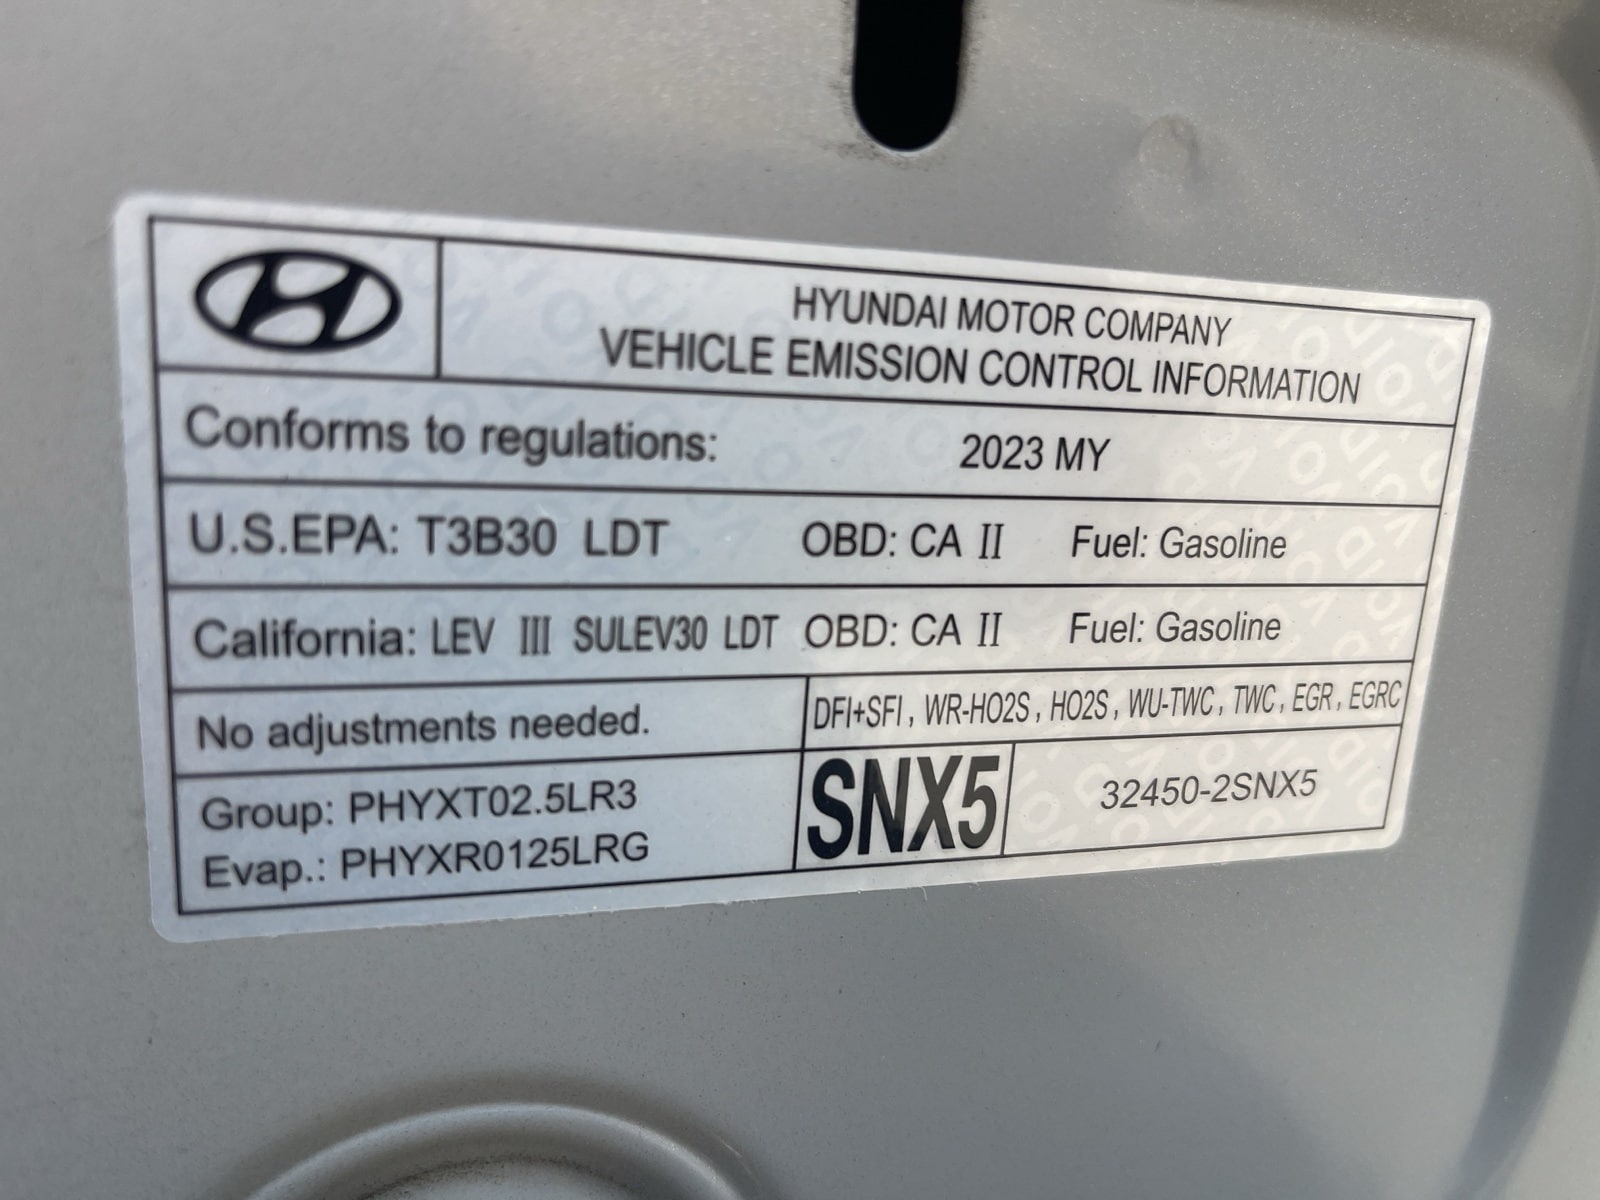 HYUNDAI MOTOR COMPANY
VEHICLE EMISSION CONTROL INFORMATION
Conforms to regulations: 2023 MY
U.S.EPA: T3B30 LDT OBD: CA II Fuel: Gasoline
California: LEV III SULEV30 LDT OBD: CA II Fuel: Gasoline
No adjustments needed.
DFI+SFI, WR-HO2S, HO2S, WU-TWC, TWC, EGR, EGRC
Group: PHYXT02.5LR3
Evap.: PHYXR0125LRG
SNX5
32450-2SNX5